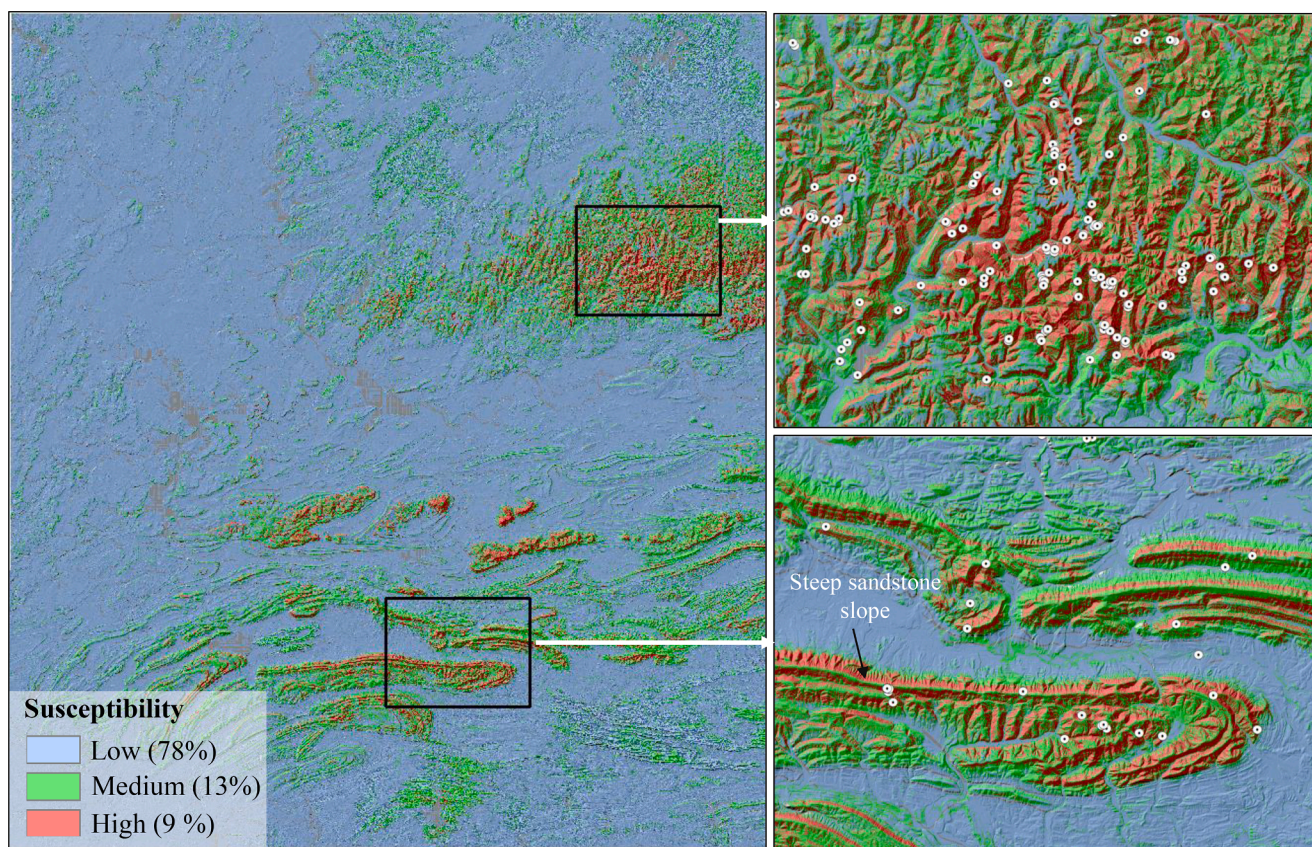 Steep sandstone
slope
Susceptibility
Low (78%)
Medium (13%)
High (9 %)